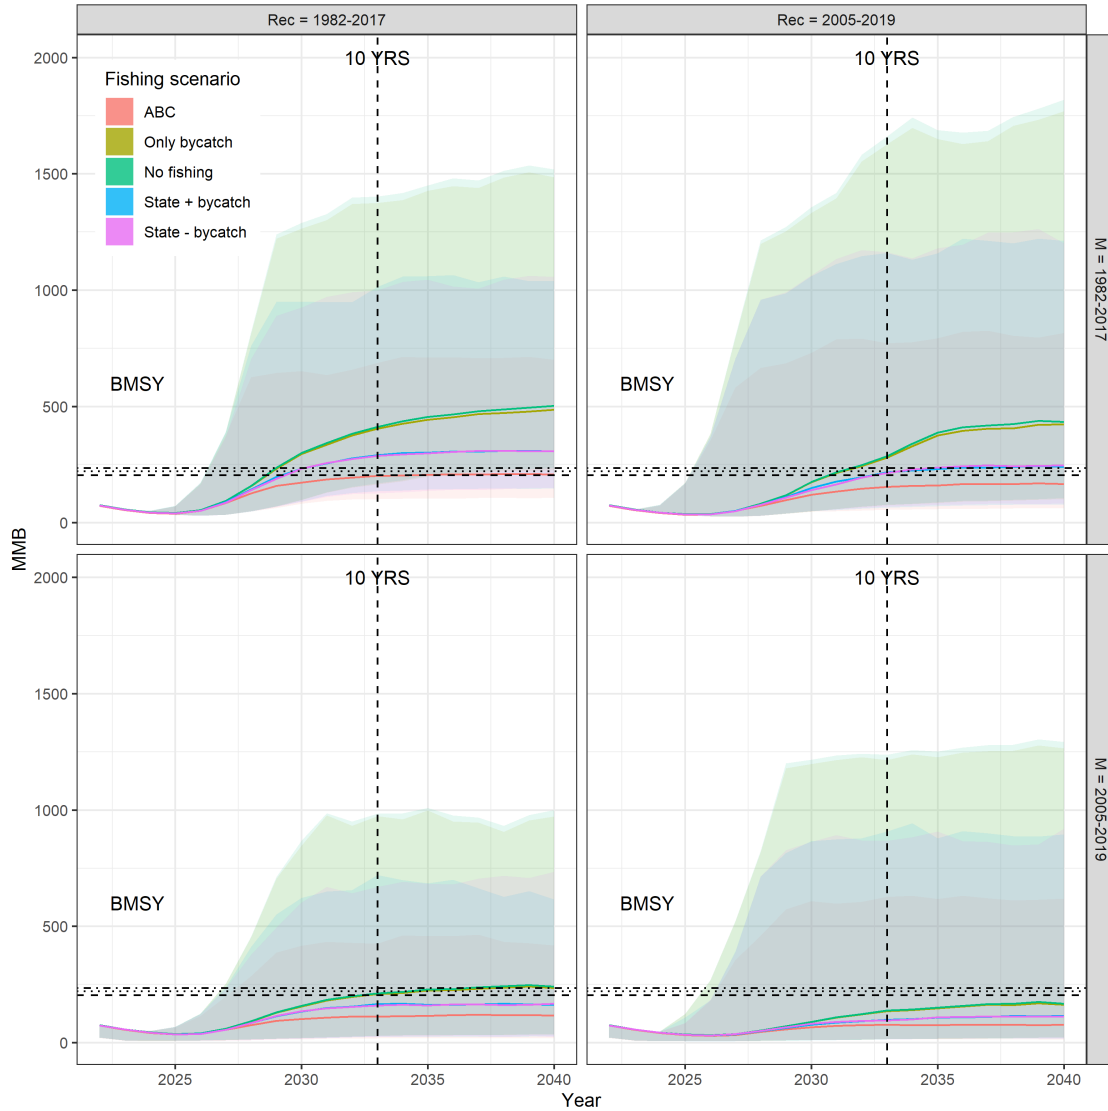 Rec = 1982-2017
Rec = 2005-2019
10 YRS
10 YRS
Fishing scenario
ABC
Only bycatch
No fishing
State + bycatch
State - bycatch
BMSY
BMSY
2000
1500
1000
500
0
M = 1982-2017
MMB
10 YRS
10 YRS
BMSY
BMSY
2000
1500
1000
500
0
M = 2005-2019
2025
2030
2035
2040
2025
2030
2035
2040
Year